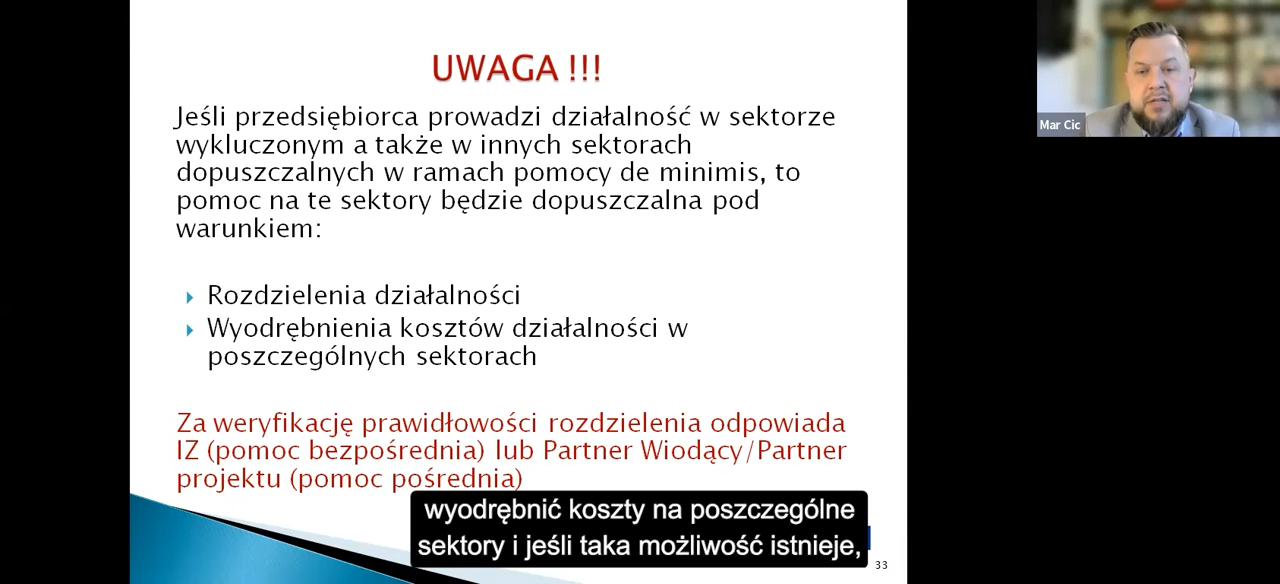 UWAGA !!!
Jeśli przedsiębiorca prowadzi działalność w sektorze
wykluczonym a także w innych sektorach
dopuszczalnych w ramach pomocy de minimis, to
pomoc na te sektory będzie dopuszczalna pod
warunkiem:
Rozdzielenia działalności
Wyodrębnienia kosztów działalności w
poszczególnych sektorach
Za weryfikację prawidłowości rozdzielenia odpowiada
IZ (pomoc bezpośrednia) lub Partner Wiodący/Partner
projektu (pomoc pośrednia)
wyodrębnić koszty na poszczególne
sektory i jeśli taka możliwość istnieje,
33
Mar Cic